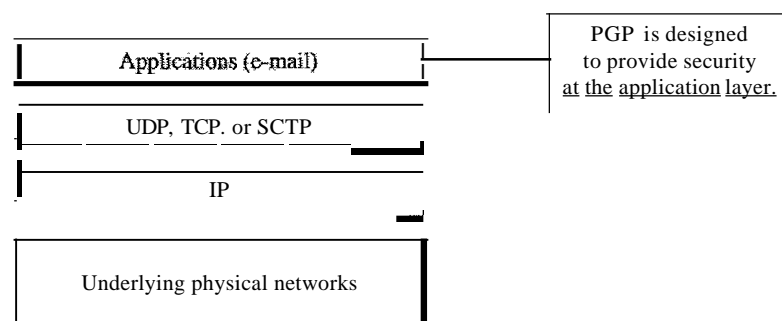 Applications (e-mail)
PGP is designed
to provide security
at the application layer.
UDP, TCP. or SCTP
IP
Underlying physical networks